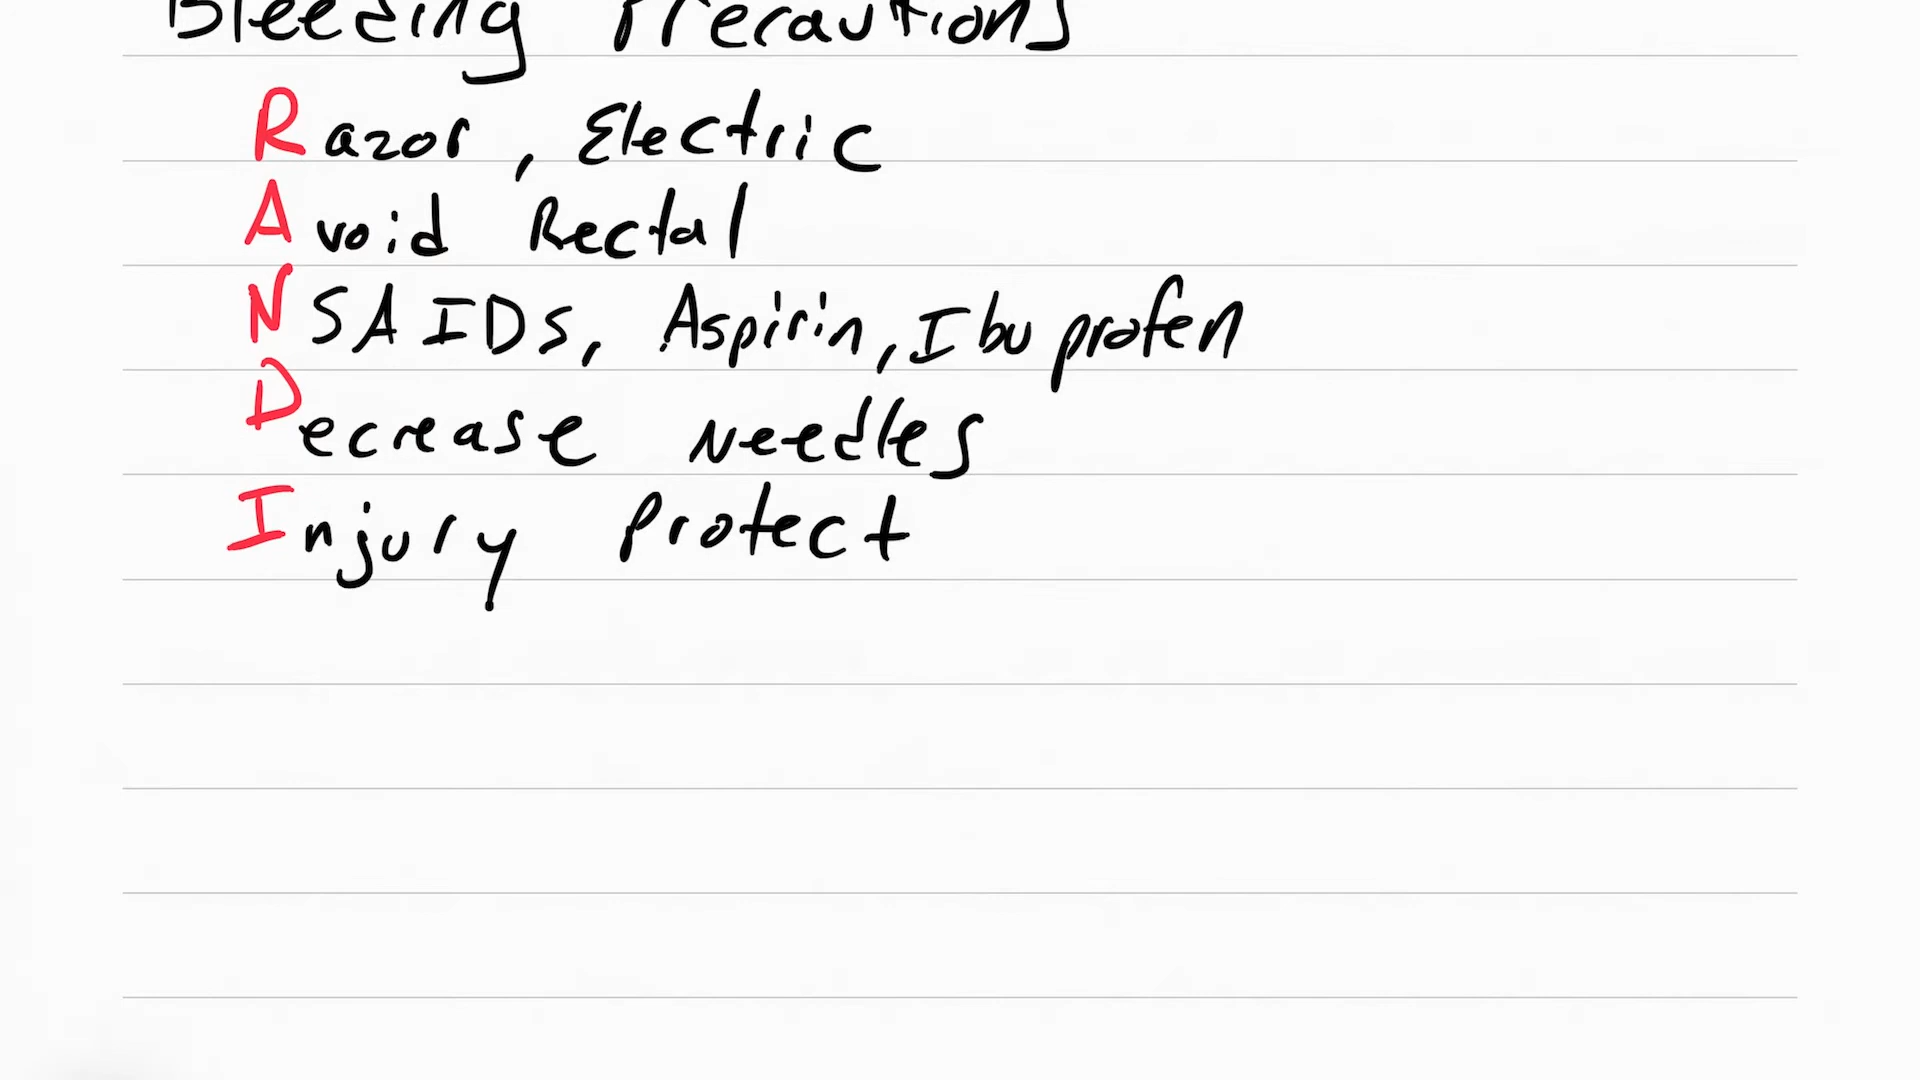 Bleeding Precautions
Razor, Electric
Avoid Rectal
NSAIDs, Aspirin, Ibuprofen
Decrease Needles
Injury Protect